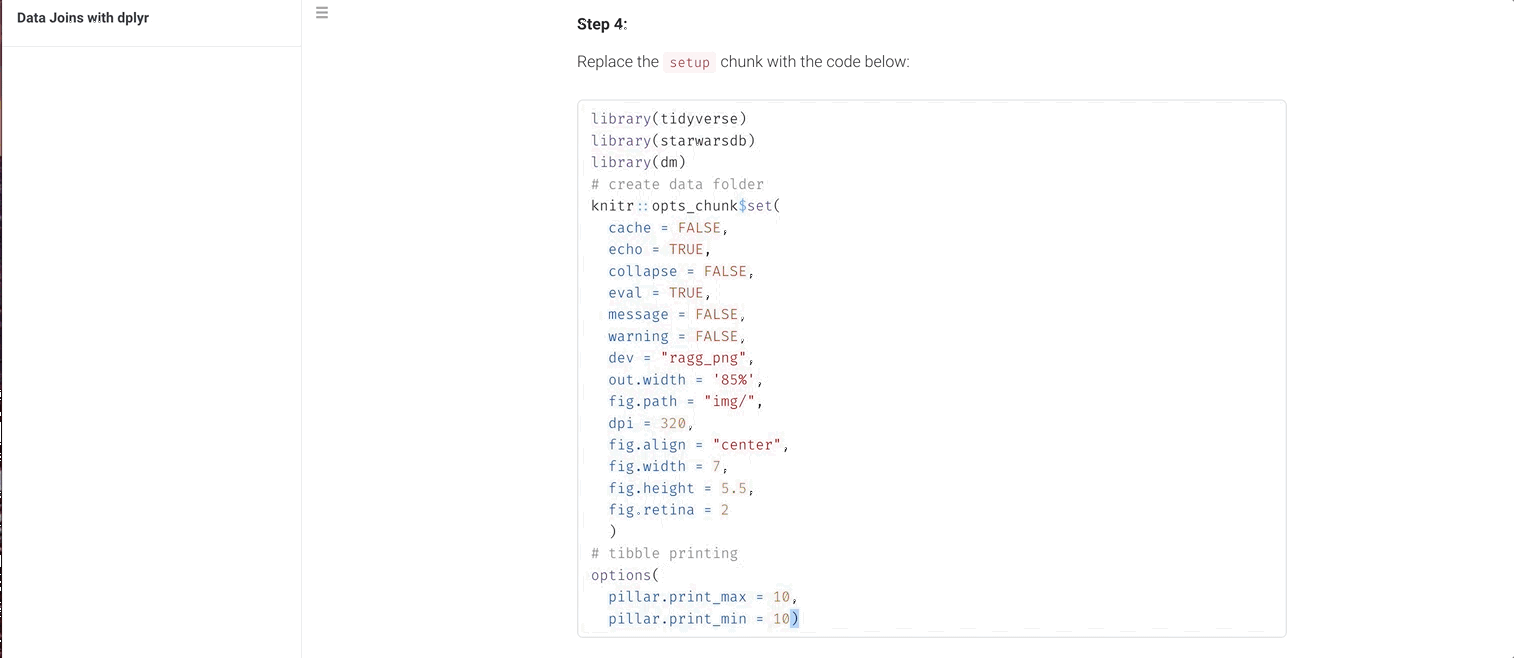 Data Joins with dplyr
Step 4:
Replace the setup chunk with the code below:
library(tidyverse)
library(starwarsdb)
library(dm)
# create data folder
knitr::opts_chunk$set(
  cache = FALSE,
  echo = TRUE,
  collapse = FALSE,
  eval = TRUE,
  message = FALSE,
  warning = FALSE,
  dev = "ragg_png",
  out.width = '85%',
  fig.path = "img/",
  dpi = 320,
  fig.align = "center",
  fig.width = 7,
  fig.height = 5.5,
  fig.retina = 2
  )
# tibble printing
options(
  pillar.print_max = 10,
  pillar.print_min = 10)